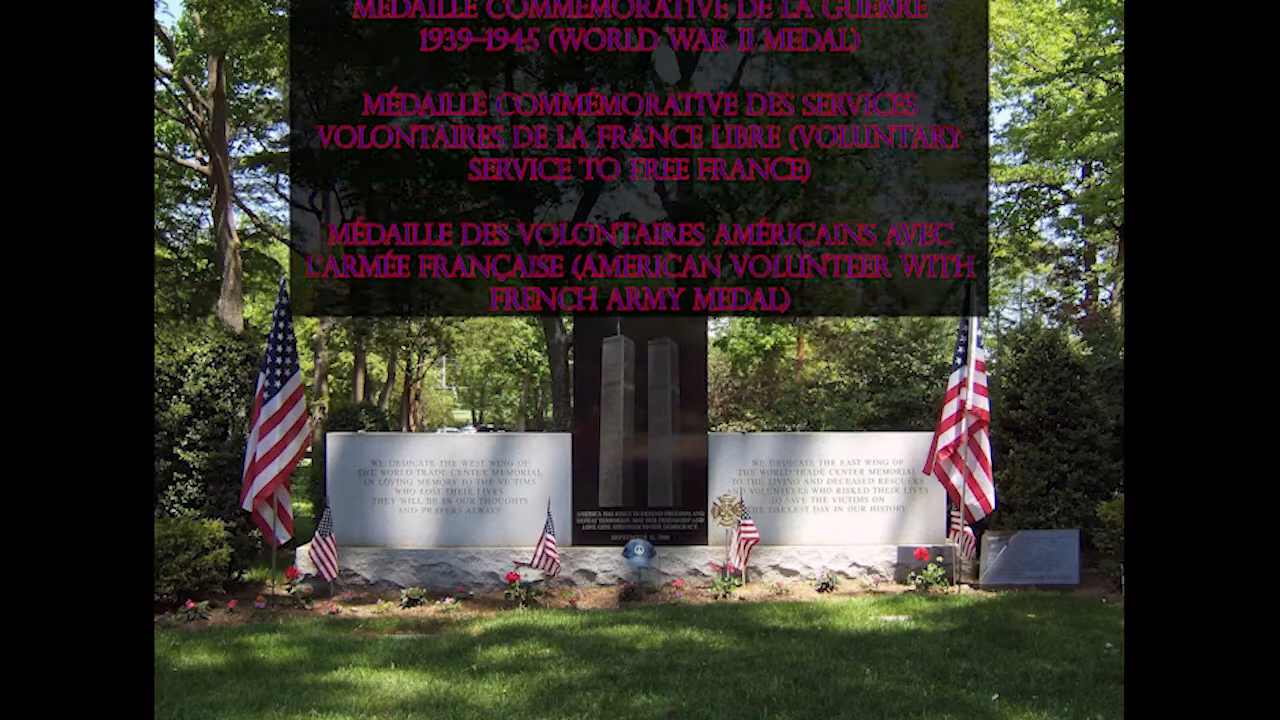 MÉDAILLE COMMÉMORATIVE DE LA GUERRE
1939–1945 (WORLD WAR II MEDAL)
MÉDAILLE COMMÉMORATIVE DES SERVICES
VOLONTAIRES DE LA FRANCE LIBRE (VOLUNTARY
SERVICE TO FREE FRANCE)
MÉDAILLE DES VOLONTAIRES AMÉRICAINS AVEC
L'ARMÉE FRANÇAISE (AMERICAN VOLUNTEER WITH
FRENCH ARMY MEDAL)
WE DEDICATE THE WEST WING OF
THE WORLD TRADE CENTER MEMORIAL
IN LOVING MEMORY TO THE VICTIMS
WHO LOST THEIR LIVES
THEY WILL BE IN OUR THOUGHTS
AND PRAYERS ALWAYS
WE DEDICATE THE EAST WING OF
THE WORLD TRADE CENTER MEMORIAL
TO THE LIVING AND DECEASED RESCUERS
AND VOLUNTEERS WHO RISKED THEIR LIVES
TO SAVE THE VICTIMS ON
THE DARKEST DAY IN OUR HISTORY